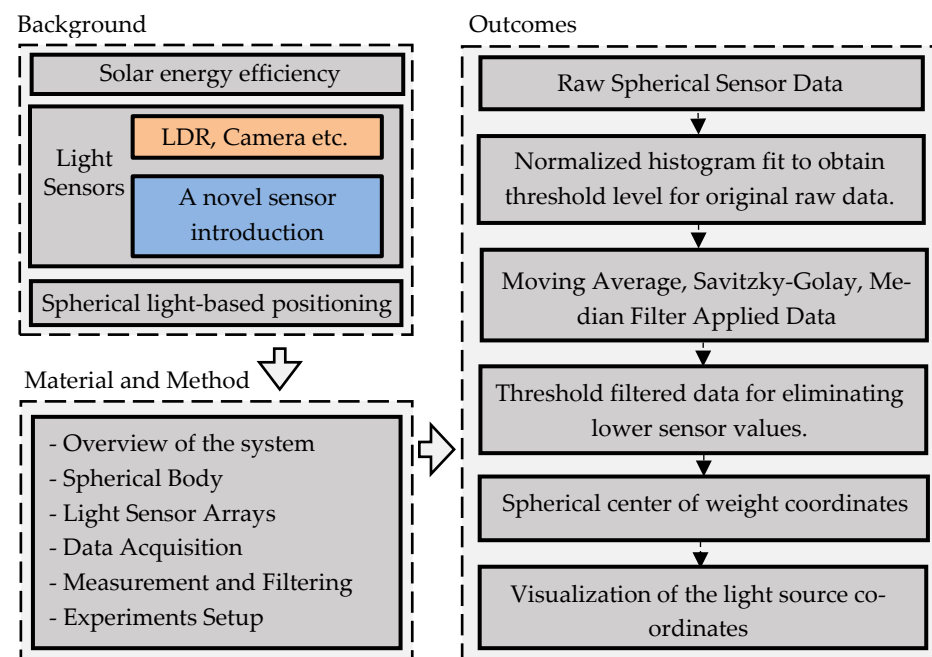 Background
Solar energy efficiency
Light
Sensors
LDR, Camera etc.
A novel sensor
introduction
Spherical light-based positioning
Material and Method
- Overview of the system
- Spherical Body
- Light Sensor Arrays
- Data Acquisition
- Measurement and Filtering
- Experiments Setup
Outcomes
Raw Spherical Sensor Data
Normalized histogram fit to obtain
threshold level for original raw data.
Moving Average, Savitzky-Golay, Me-
dian Filter Applied Data
Threshold filtered data for eliminating
lower sensor values.
Spherical center of weight coordinates
Visualization of the light source co-
ordinates